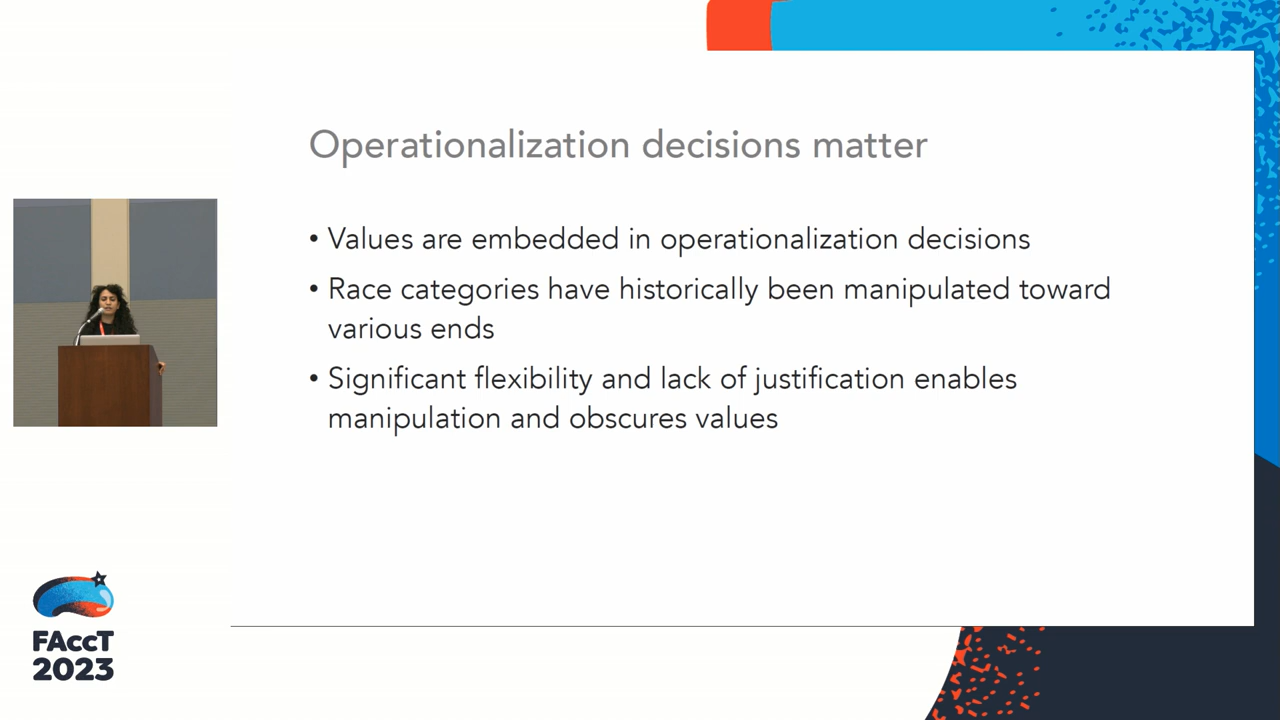 Operationalization decisions matter
• Values are embedded in operationalization decisions
• Race categories have historically been manipulated toward
various ends
• Significant flexibility and lack of justification enables
manipulation and obscures values
FAccT
2023